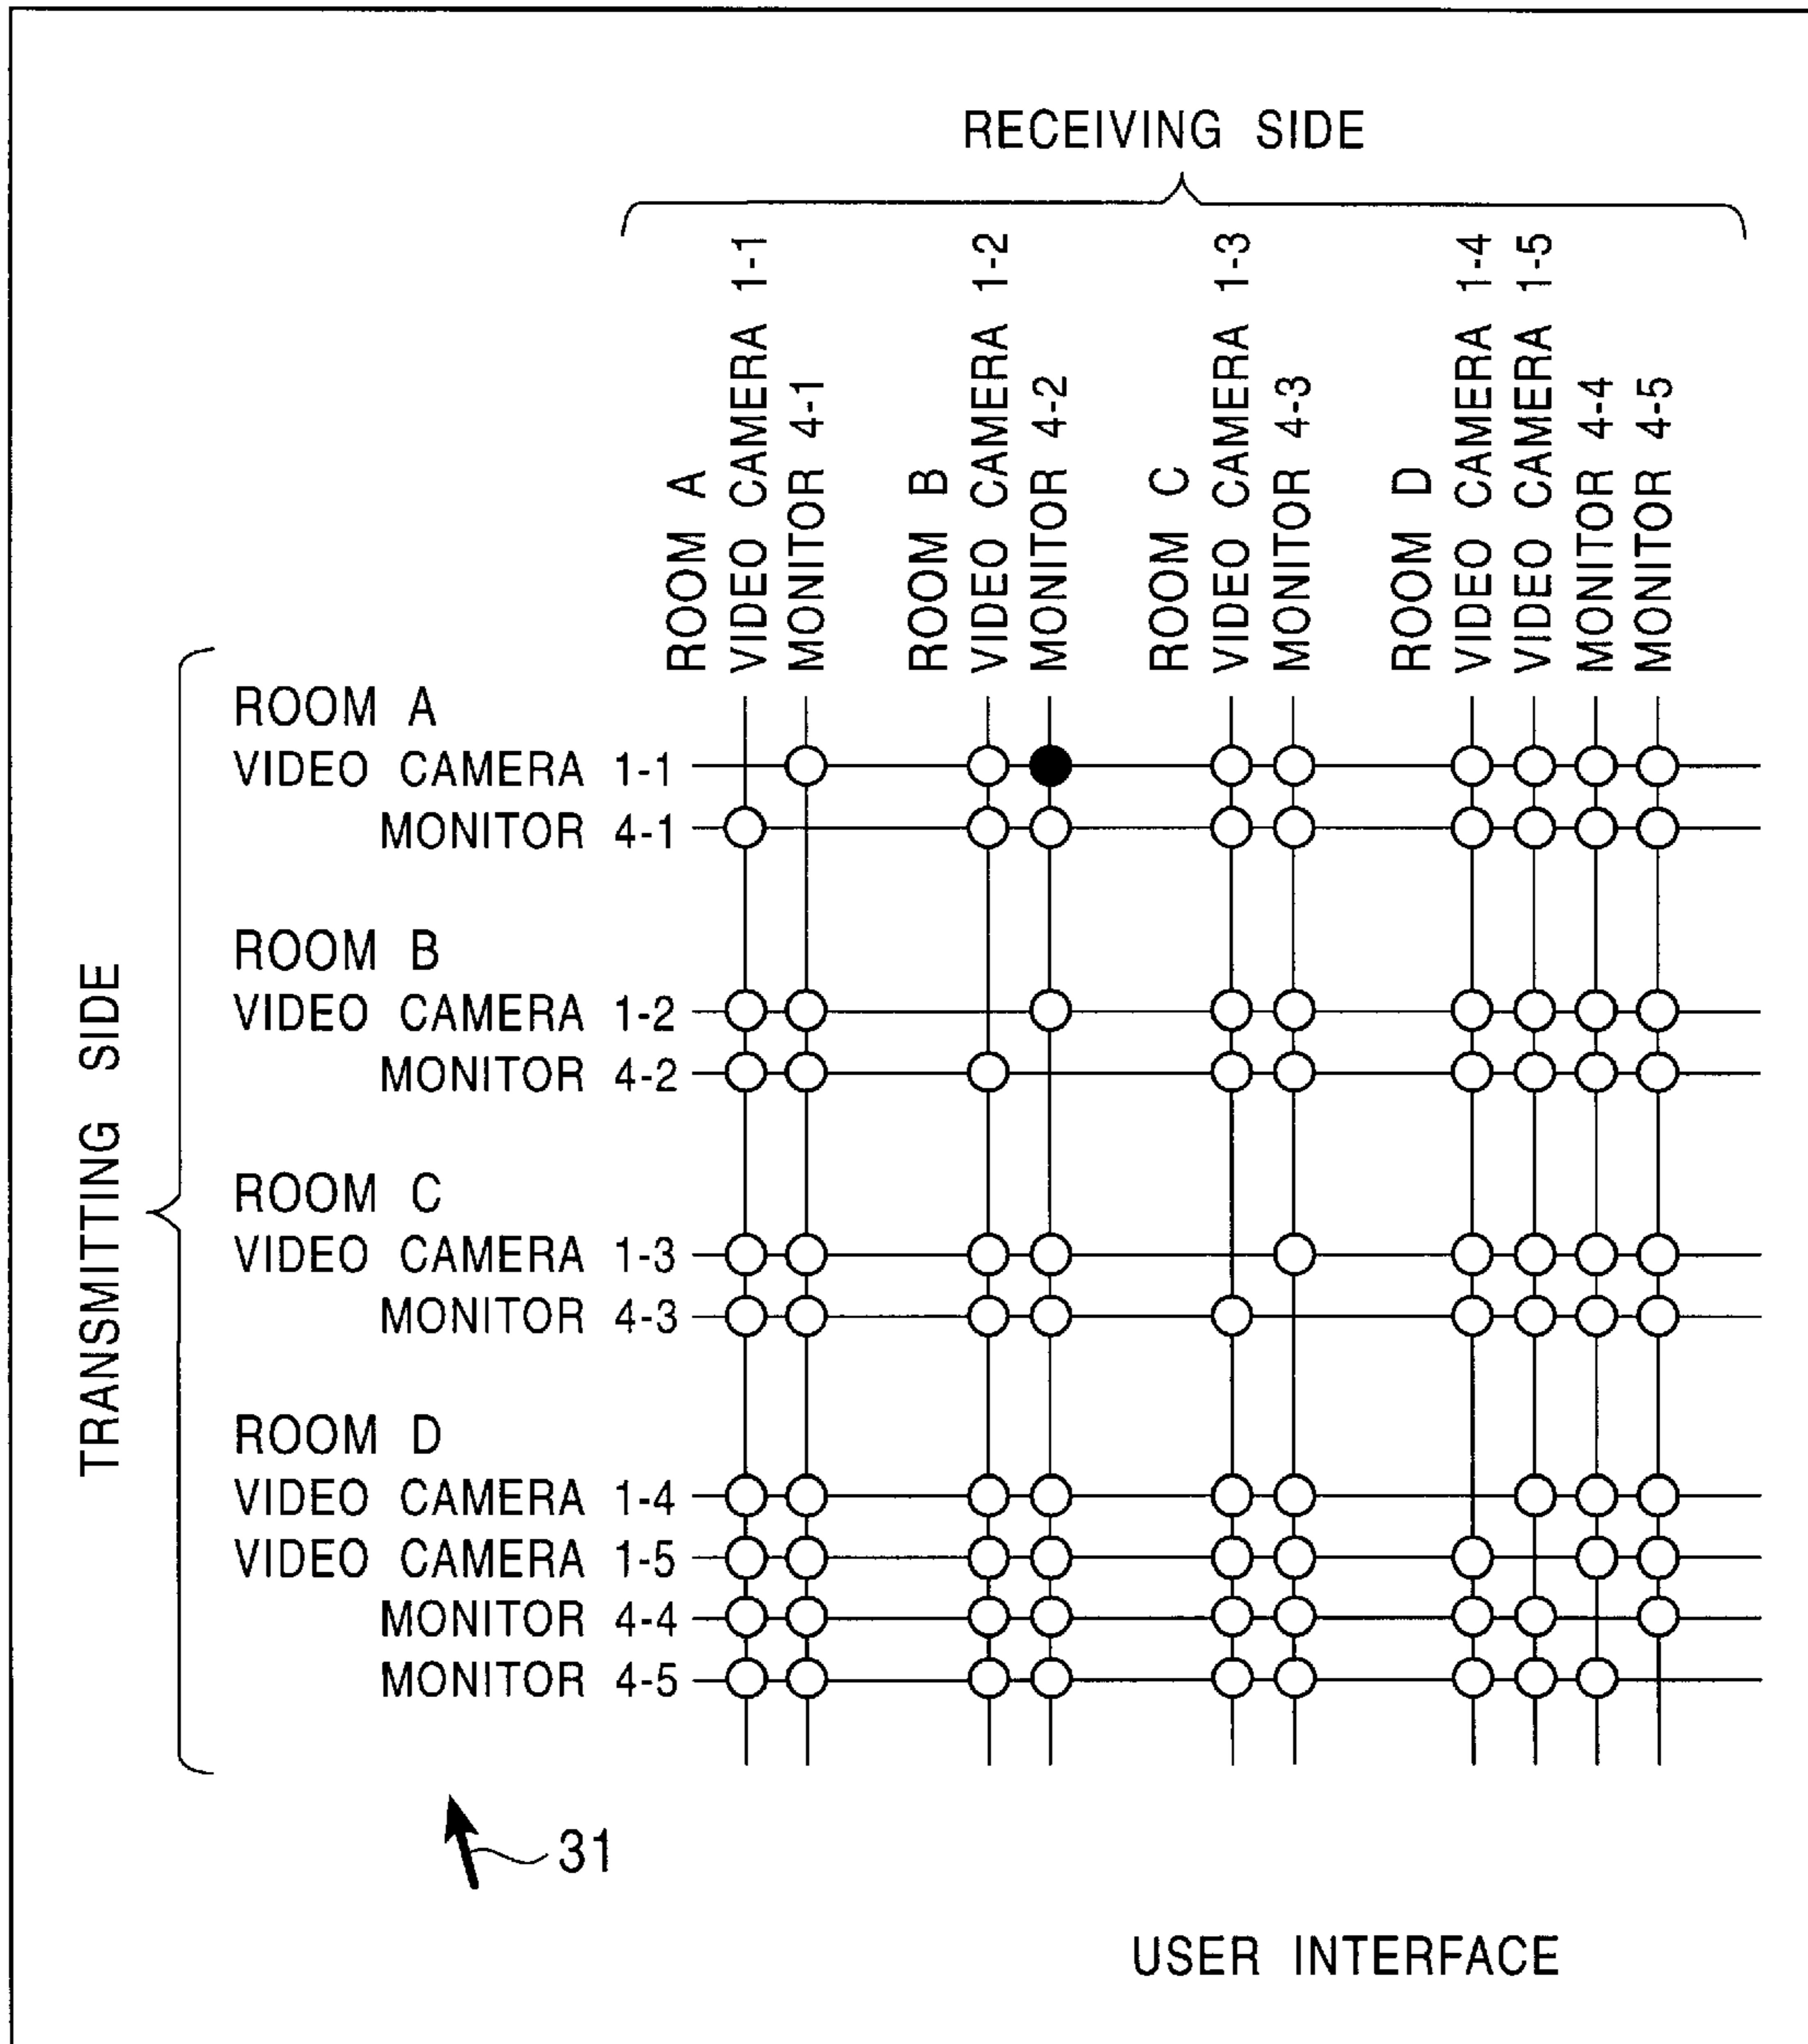 RECEIVING SIDE
ROOM A
VIDEO CAMERA 1-1
MONITOR 4-1
ROOM B
VIDEO CAMERA 1-2
MONITOR 4-2
ROOM C
VIDEO CAMERA 1-3
MONITOR 4-3
ROOM D
VIDEO CAMERA 1-4
VIDEO CAMERA 1-5
MONITOR 4-4
MONITOR 4-5
TRANSMITTING SIDE
ROOM A
VIDEO CAMERA 1-1
MONITOR 4-1
ROOM B
VIDEO CAMERA 1-2
MONITOR 4-2
ROOM C
VIDEO CAMERA 1-3
MONITOR 4-3
ROOM D
VIDEO CAMERA 1-4
VIDEO CAMERA 1-5
MONITOR 4-4
MONITOR 4-5
31
USER INTERFACE